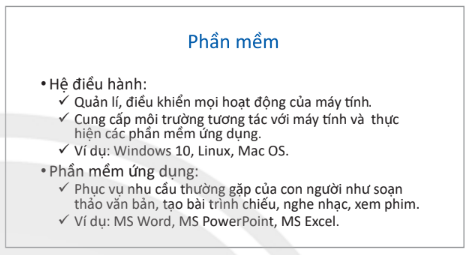 Phần mềm
• Hệ điều hành:
✓ Quản lí, điều khiển mọi hoạt động của máy tính.
✓ Cung cấp môi trường tương tác với máy tính và thực
hiện các phần mềm ứng dụng.
✓ Ví dụ: Windows 10, Linux, Mac OS.
• Phần mềm ứng dụng:
✓ Phục vụ nhu cầu thường gặp của con người như soạn
thảo văn bản, tạo bài trình chiếu, nghe nhạc, xem phim.
✓ Ví dụ: MS Word, MS PowerPoint, MS Excel.